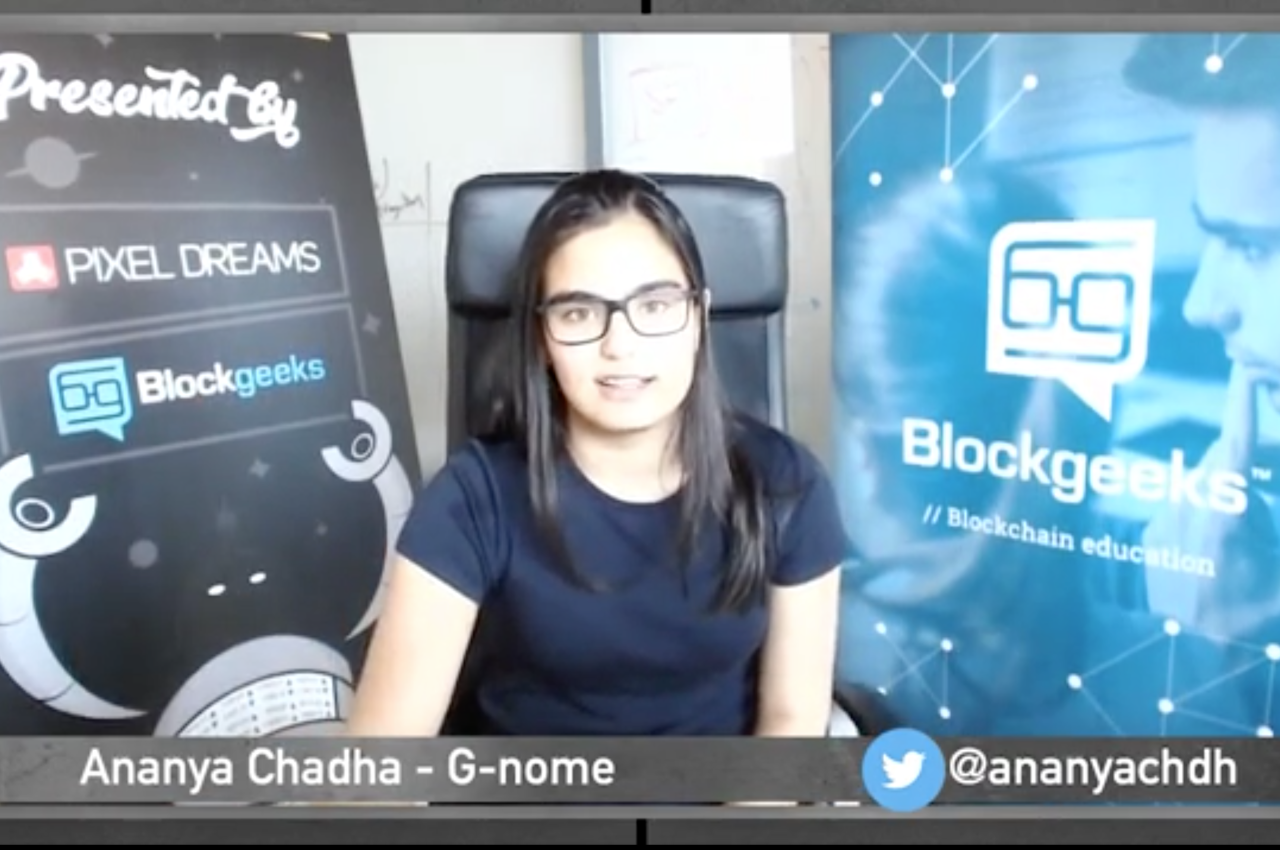 Presented By
PIXEL DREAMS
Blockgeeks
Blockgeeks™
// Blockchain education
Ananya Chadha - G-nome
@ananyachdh